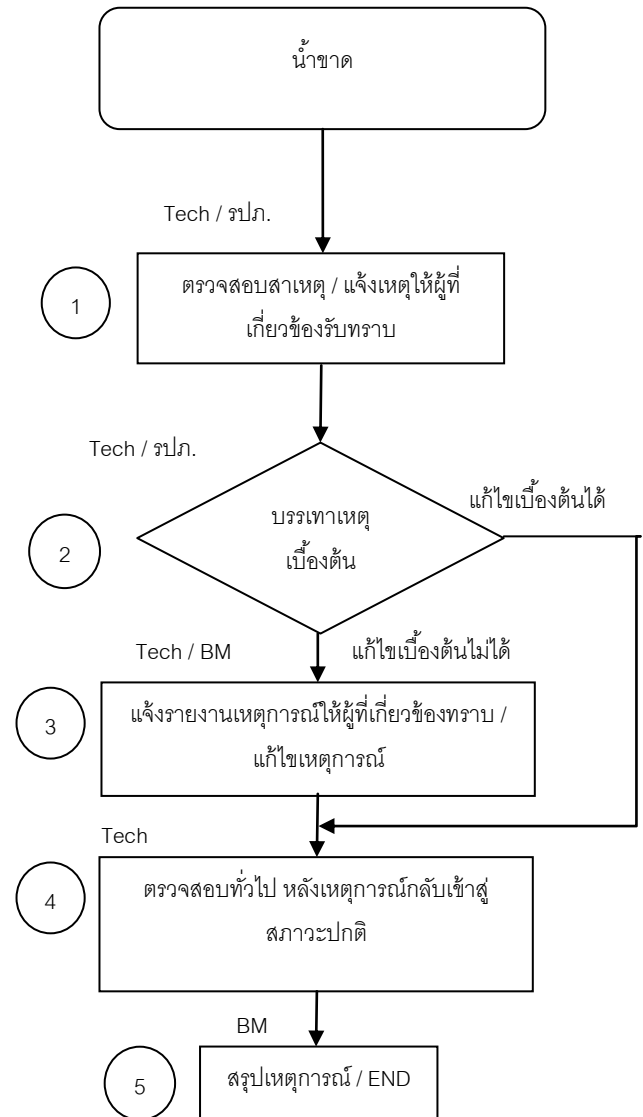 น้ำขาด
Tech / รปภ.
ตรวจสอบสาเหตุ / แจ้งเหตุให้ผู้ที่
เกี่ยวข้องรับทราบ
1
Tech / รปภ.
แก้ไขเบื้องต้นได้
บรรเทาเหตุ
เบื้องต้น
2
Tech / BM
แก้ไขเบื้องต้นไม่ได้
แจ้งรายงานเหตุการณ์ให้ผู้ที่เกี่ยวข้องทราบ /
แก้ไขเหตุการณ์
3
Tech
ตรวจสอบทั่วไป หลังเหตุการณ์กลับเข้าสู่
สภาวะปกติ
4
BM
สรุปเหตุการณ์ / END
5